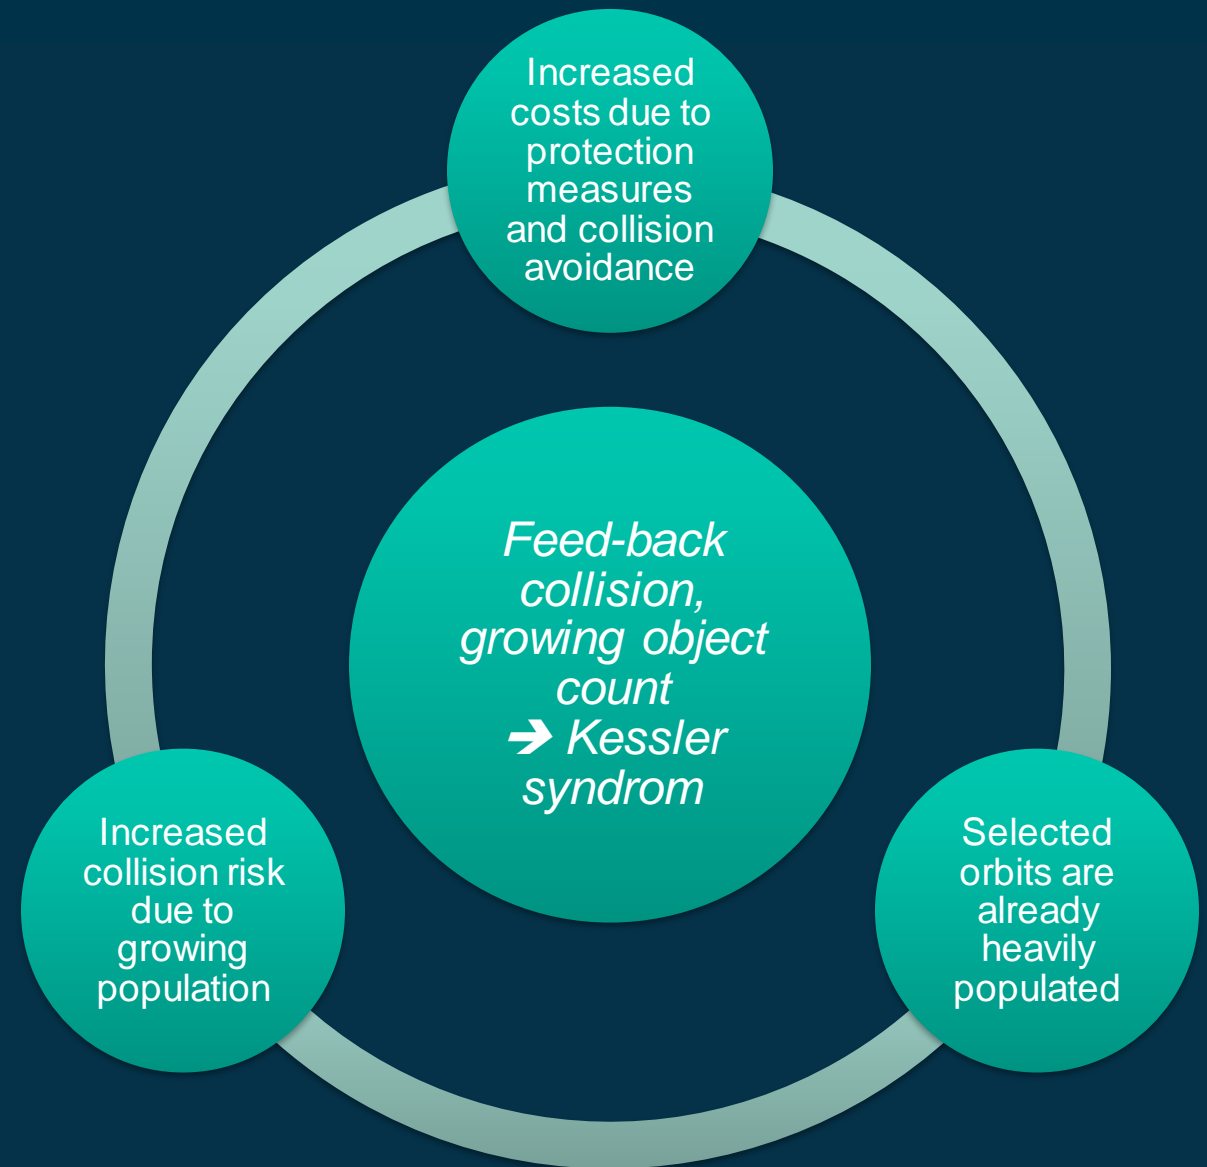 Increased
costs due to
protection
measures
and collision
avoidance
Feed-back
collision,
growing object
count
➔ Kessler
syndrom
Increased
collision risk
due to
growing
population
Selected
orbits are
already
heavily
populated